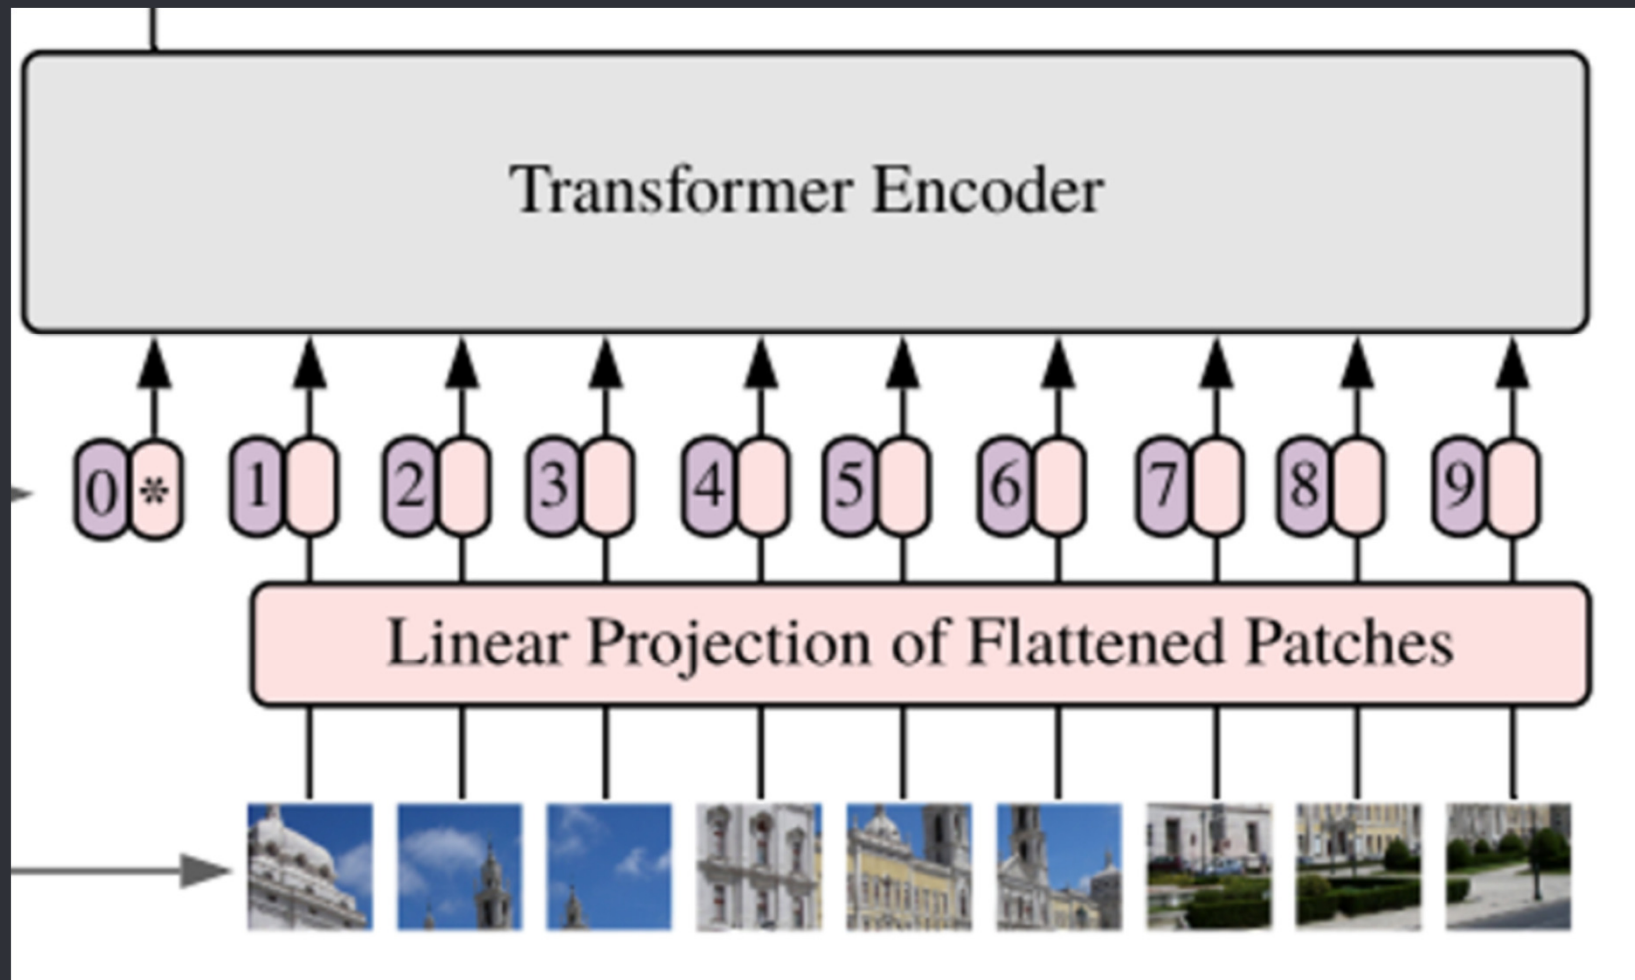 Transformer Encoder
0 * 1 2 3 4 5 6 7 8 9
Linear Projection of Flattened Patches